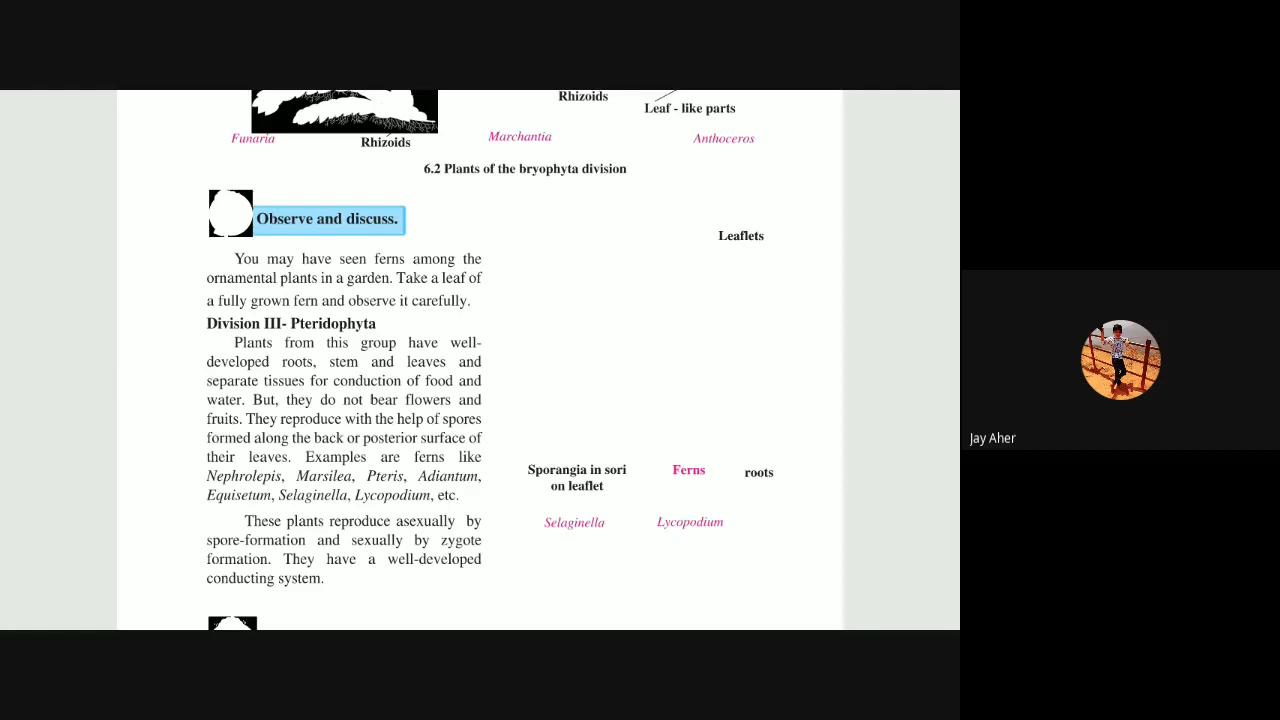 Rhizoids
Leaf - like parts
Funaria
Rhizoids
Marchantia
Anthoceros
6.2 Plants of the bryophyta division
Observe and discuss.
You may have seen ferns among the
ornamental plants in a garden. Take a leaf of
a fully grown fern and observe it carefully.
Division III- Pteridophyta
Plants from this group have well-
developed roots, stem and leaves and
separate tissues for conduction of food and
water. But, they do not bear flowers and
fruits. They reproduce with the help of spores
formed along the back or posterior surface of
their leaves. Examples are ferns like
Nephrolepis, Marsilea, Pteris, Adiantum,
Equisetum, Selaginella, Lycopodium, etc.
These plants reproduce asexually by
spore-formation and sexually by zygote
formation. They have a well-developed
conducting system.
Leaflets
Sporangia in sori
on leaflet
Ferns
roots
Selaginella
Lycopodium
Jay Aher